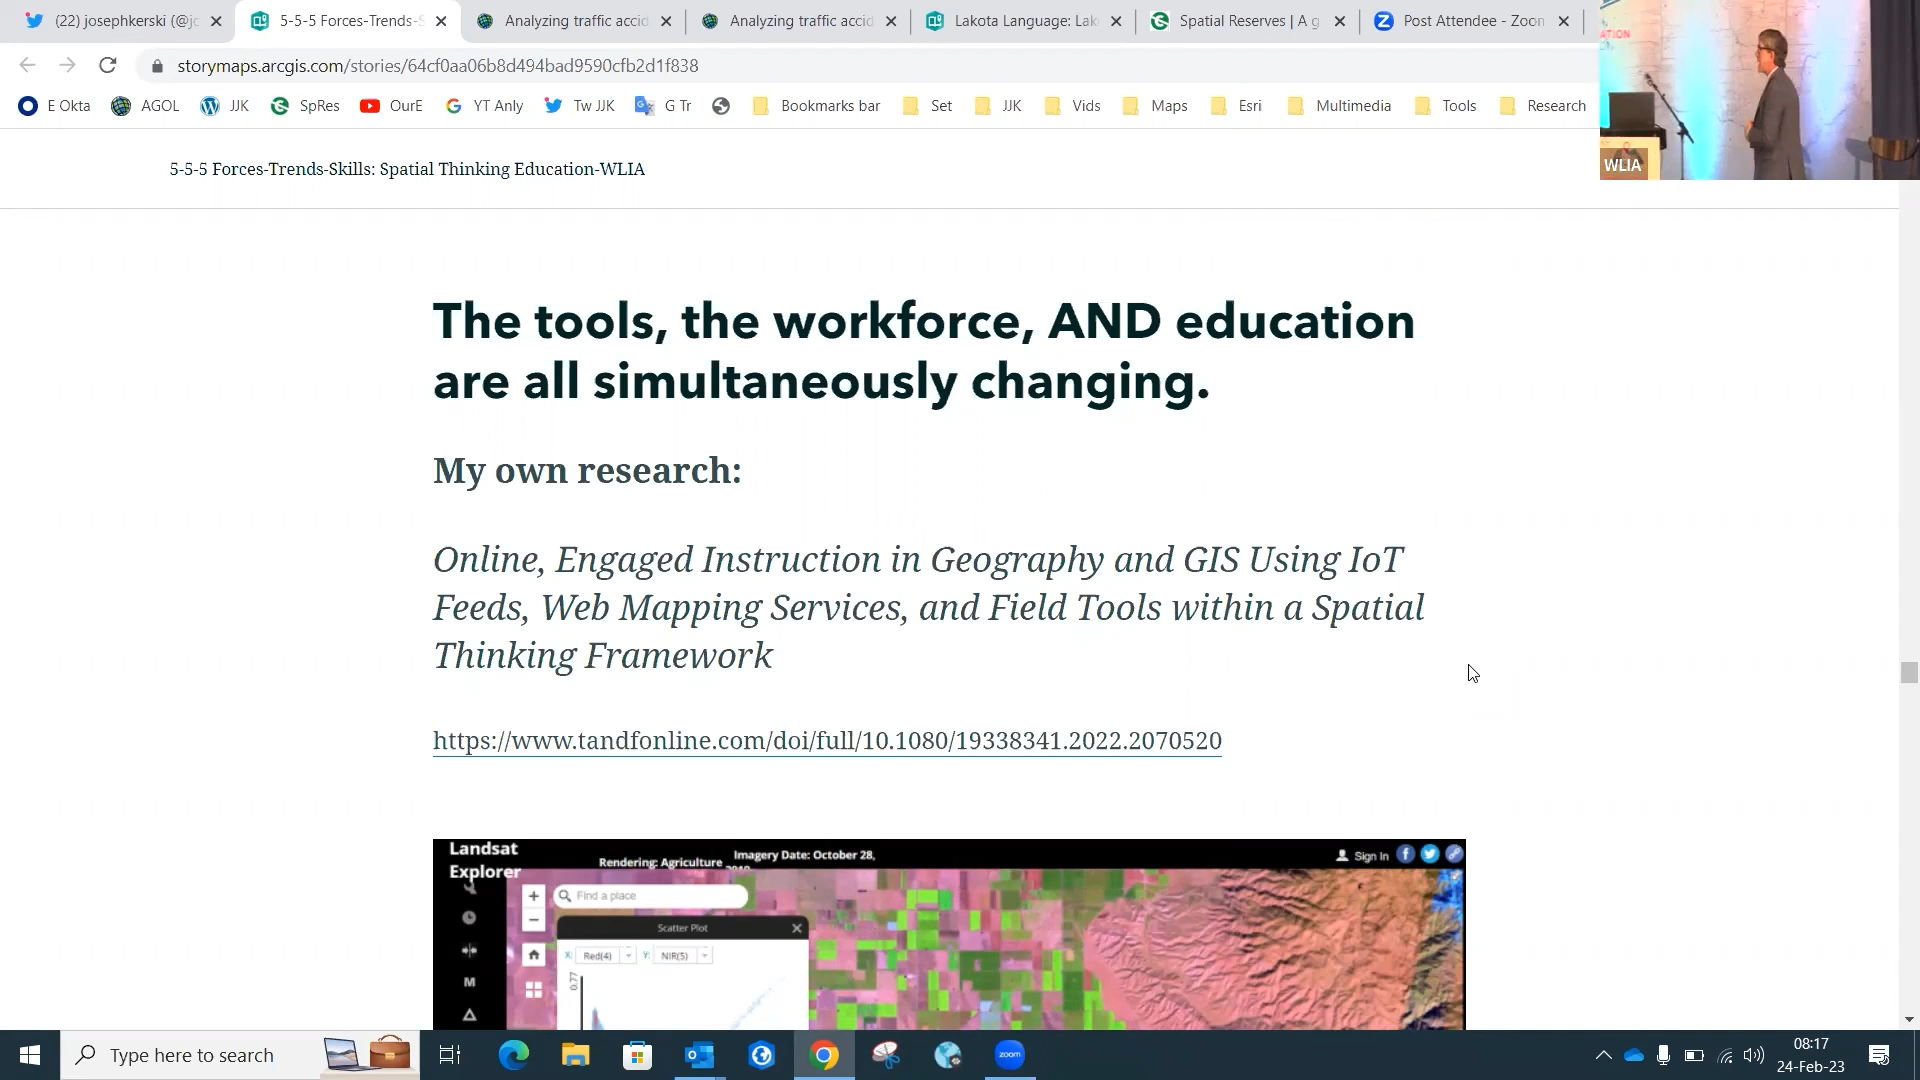 (22) josephkerski (@jc
5-5-5 Forces-Trends-S
Analyzing traffic accid
Analyzing traffic accid
Lakota Language: Lak
Spatial Reserves | A g
Post Attendee - Zoom
storymaps.arcgis.com/stories/64cf0aa06b8d494bad9590cfb2d1f838
E Okta
AGOL
JJK
SpRes
OurE
YT Anly
Tw JJK
G Tr
Bookmarks bar
Set
JJK
Vids
Maps
Esri
Multimedia
Tools
Research
ATION
WLIA
5-5-5 Forces-Trends-Skills: Spatial Thinking Education-WLIA
The tools, the workforce, AND education
are all simultaneously changing.
My own research:
Online, Engaged Instruction in Geography and GIS Using IoT
Feeds, Web Mapping Services, and Field Tools within a Spatial
Thinking Framework
https://www.tandfonline.com/doi/full/10.1080/19338341.2022.2070520
Landsat
Explorer
Rendering: Agriculture
Imagery Date: October 28,
Sign In
Find a place
Scatter Plot
X: Red(4) Y: NIR(5)
0.77
M
Type here to search
zoom
08:17
24-Feb-23